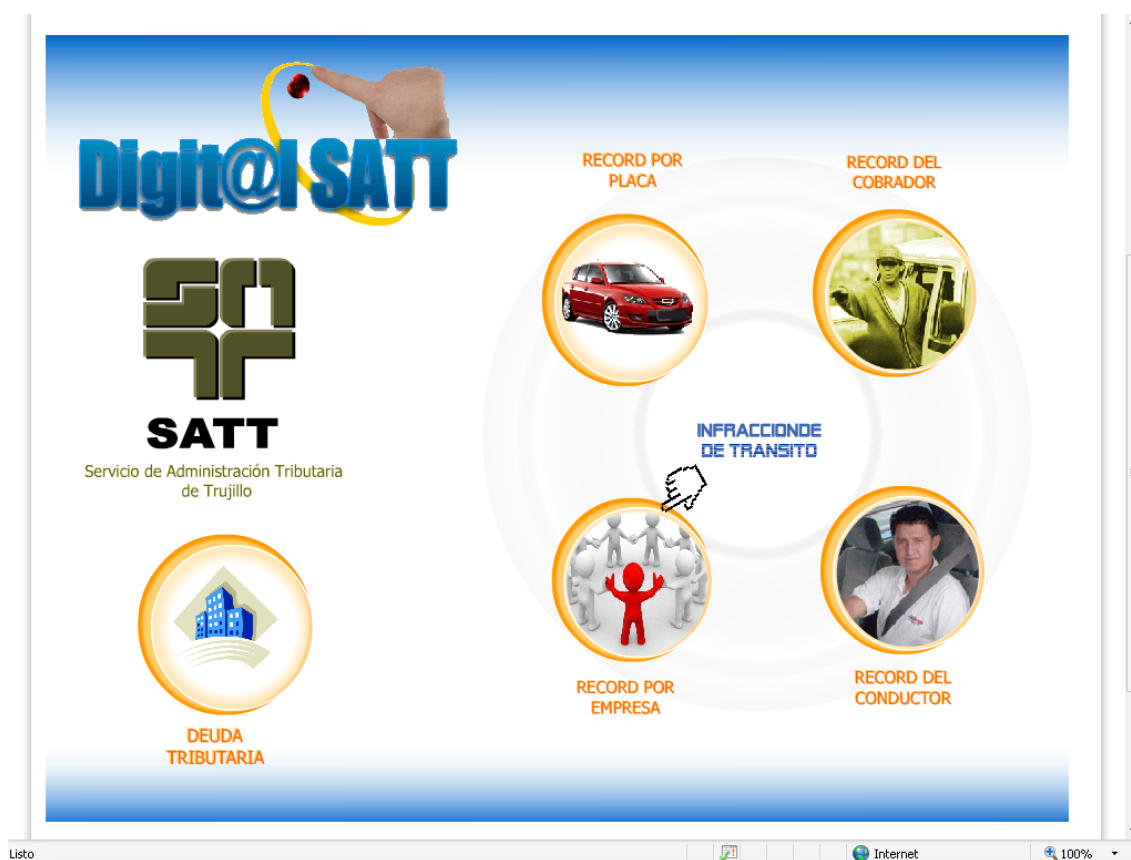 Digit@l SATT
SATT
Servicio de Administración Tributaria
de Trujillo
DEUDA
TRIBUTARIA
RECORD POR
PLACA
RECORD DEL
COBRADOR
INFRACCIONDE
DE TRANSITO
RECORD POR
EMPRESA
RECORD DEL
CONDUCTOR
Listo
Internet
100%